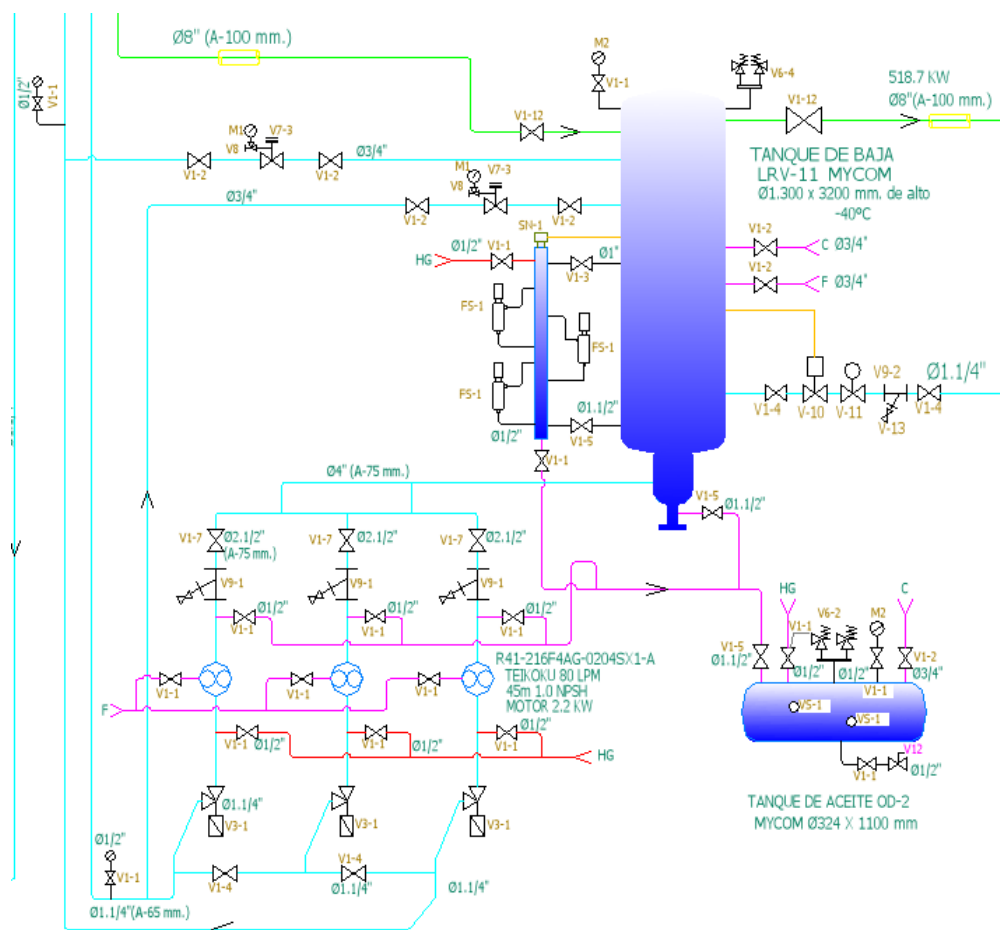 Ø8" (A-100 mm.)
M2
V1-1
V6-4
518.7 KW
Ø8" (A-100 mm.)
V1-12
V1-12
Ø1/2"
V1-1
M1
V7-3
V8
V1-2
V1-2
Ø3/4"
TANQUE DE BAJA
LRV-11 MYCOM
Ø1.300 x 3200 mm. de alto
-40ºC
M1
V7-3
V8
Ø3/4"
V1-2
V1-2
SN-1
Ø1/2"
V1-1
HG
Ø1"
V1-3
V1-2
C Ø3/4"
V1-2
F Ø3/4"
FS-1
FS-1
FS-1
V9-2
Ø1.1/4"
V1-4
V-10
V-11
V-13
V1-4
Ø1.1/2"
Ø1/2"
V1-5
V1-1
Ø4" (A-75 mm.)
V1-5
Ø1.1/2"
V1-7
Ø2.1/2"
(A-75 mm.)
V1-7
Ø2.1/2"
V1-7
Ø2.1/2"
V9-1
V9-1
V9-1
Ø1/2"
V1-1
Ø1/2"
V1-1
Ø1/2"
V1-1
HG
V6-2
M2
C
V1-1
V1-5
Ø1.1/2"
Ø1/2"
Ø1/2"
V1-1
V1-2
Ø3/4"
R41-216F4AG-0204SX1-A
TEIKOKU 80 LPM
45m 1.0 NPSH
MOTOR 2.2 KW
V1-1
V1-1
V1-1
F
VS-1
VS-1
V1-1
Ø1/2"
V1-1
Ø1/2"
V1-1
Ø1/2"
HG
V12
V1-1
Ø1/2"
TANQUE DE ACEITE OD-2
MYCOM Ø324 X 1100 mm
Ø1.1/4"
V3-1
V3-1
V3-1
Ø1/2"
V1-1
V1-4
V1-4
Ø1.1/4"
Ø1.1/4"
Ø1.1/4"(A-65 mm.)